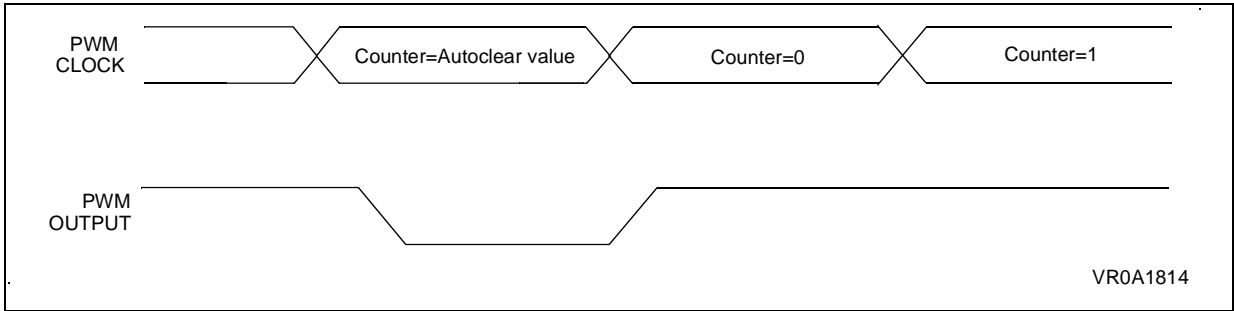 PWM
CLOCK
Counter=Autoclear value
Counter=0
Counter=1
PWM
OUTPUT
VR0A1814